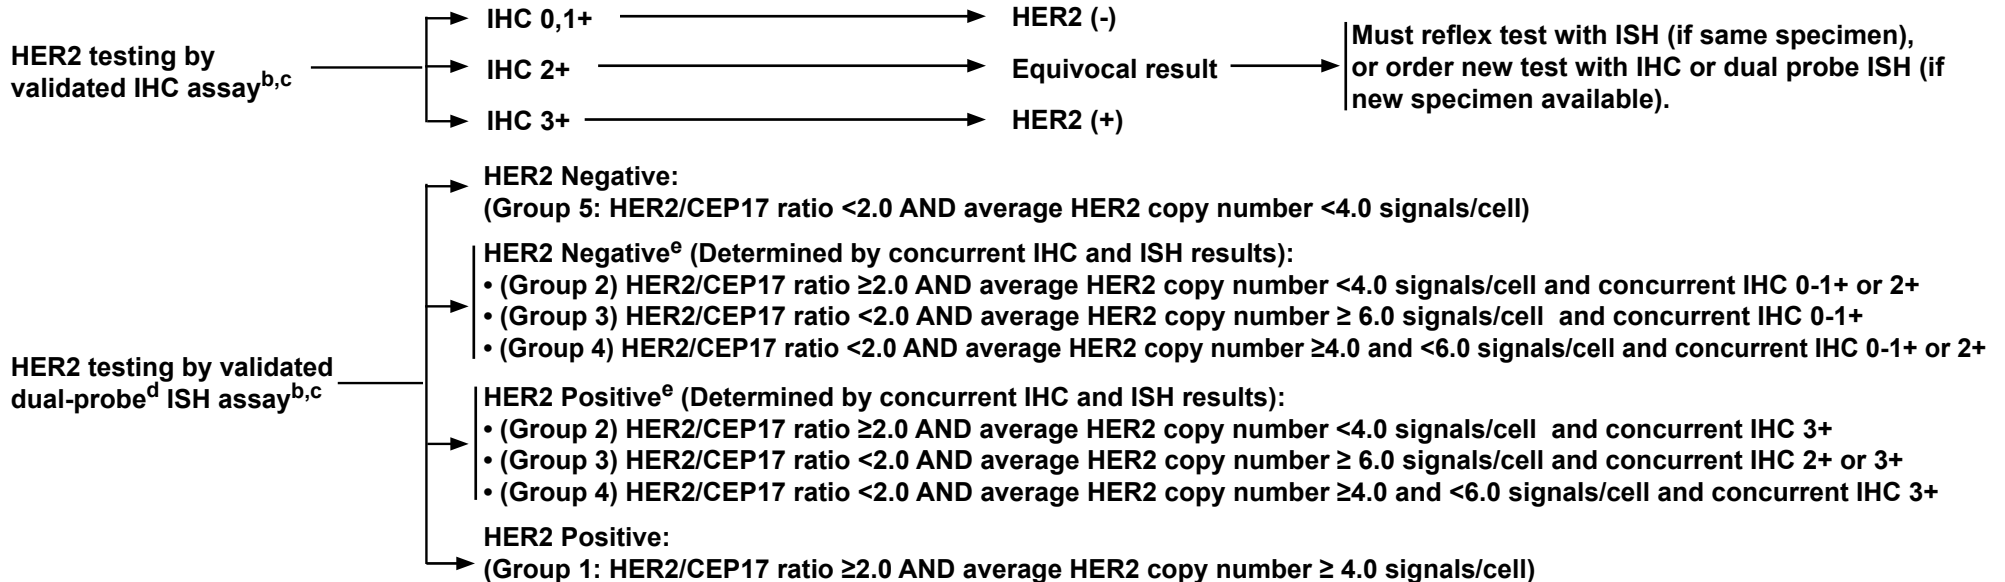 IHC 0,1+ HER2 (-)
HER2 testing by
validated IHC assayb,c
IHC 2+ Equivocal result
Must reflex test with ISH (if same specimen),
or order new test with IHC or dual probe ISH (if
new specimen available).
IHC 3+ HER2 (+)
HER2 testing by validated
dual-probed ISH assayb,c
HER2 Negative:
(Group 5: HER2/CEP17 ratio <2.0 AND average HER2 copy number <4.0 signals/cell)
HER2 Negativee (Determined by concurrent IHC and ISH results):
• (Group 2) HER2/CEP17 ratio ≥2.0 AND average HER2 copy number <4.0 signals/cell and concurrent IHC 0-1+ or 2+
• (Group 3) HER2/CEP17 ratio <2.0 AND average HER2 copy number ≥ 6.0 signals/cell and concurrent IHC 0-1+
• (Group 4) HER2/CEP17 ratio <2.0 AND average HER2 copy number ≥4.0 and <6.0 signals/cell and concurrent IHC 0-1+ or 2+
HER2 Positivee (Determined by concurrent IHC and ISH results):
• (Group 2) HER2/CEP17 ratio ≥2.0 AND average HER2 copy number <4.0 signals/cell and concurrent IHC 3+
• (Group 3) HER2/CEP17 ratio <2.0 AND average HER2 copy number ≥ 6.0 signals/cell and concurrent IHC 2+ or 3+
• (Group 4) HER2/CEP17 ratio <2.0 AND average HER2 copy number ≥4.0 and <6.0 signals/cell and concurrent IHC 3+
HER2 Positive:
(Group 1: HER2/CEP17 ratio ≥2.0 AND average HER2 copy number ≥ 4.0 signals/cell)